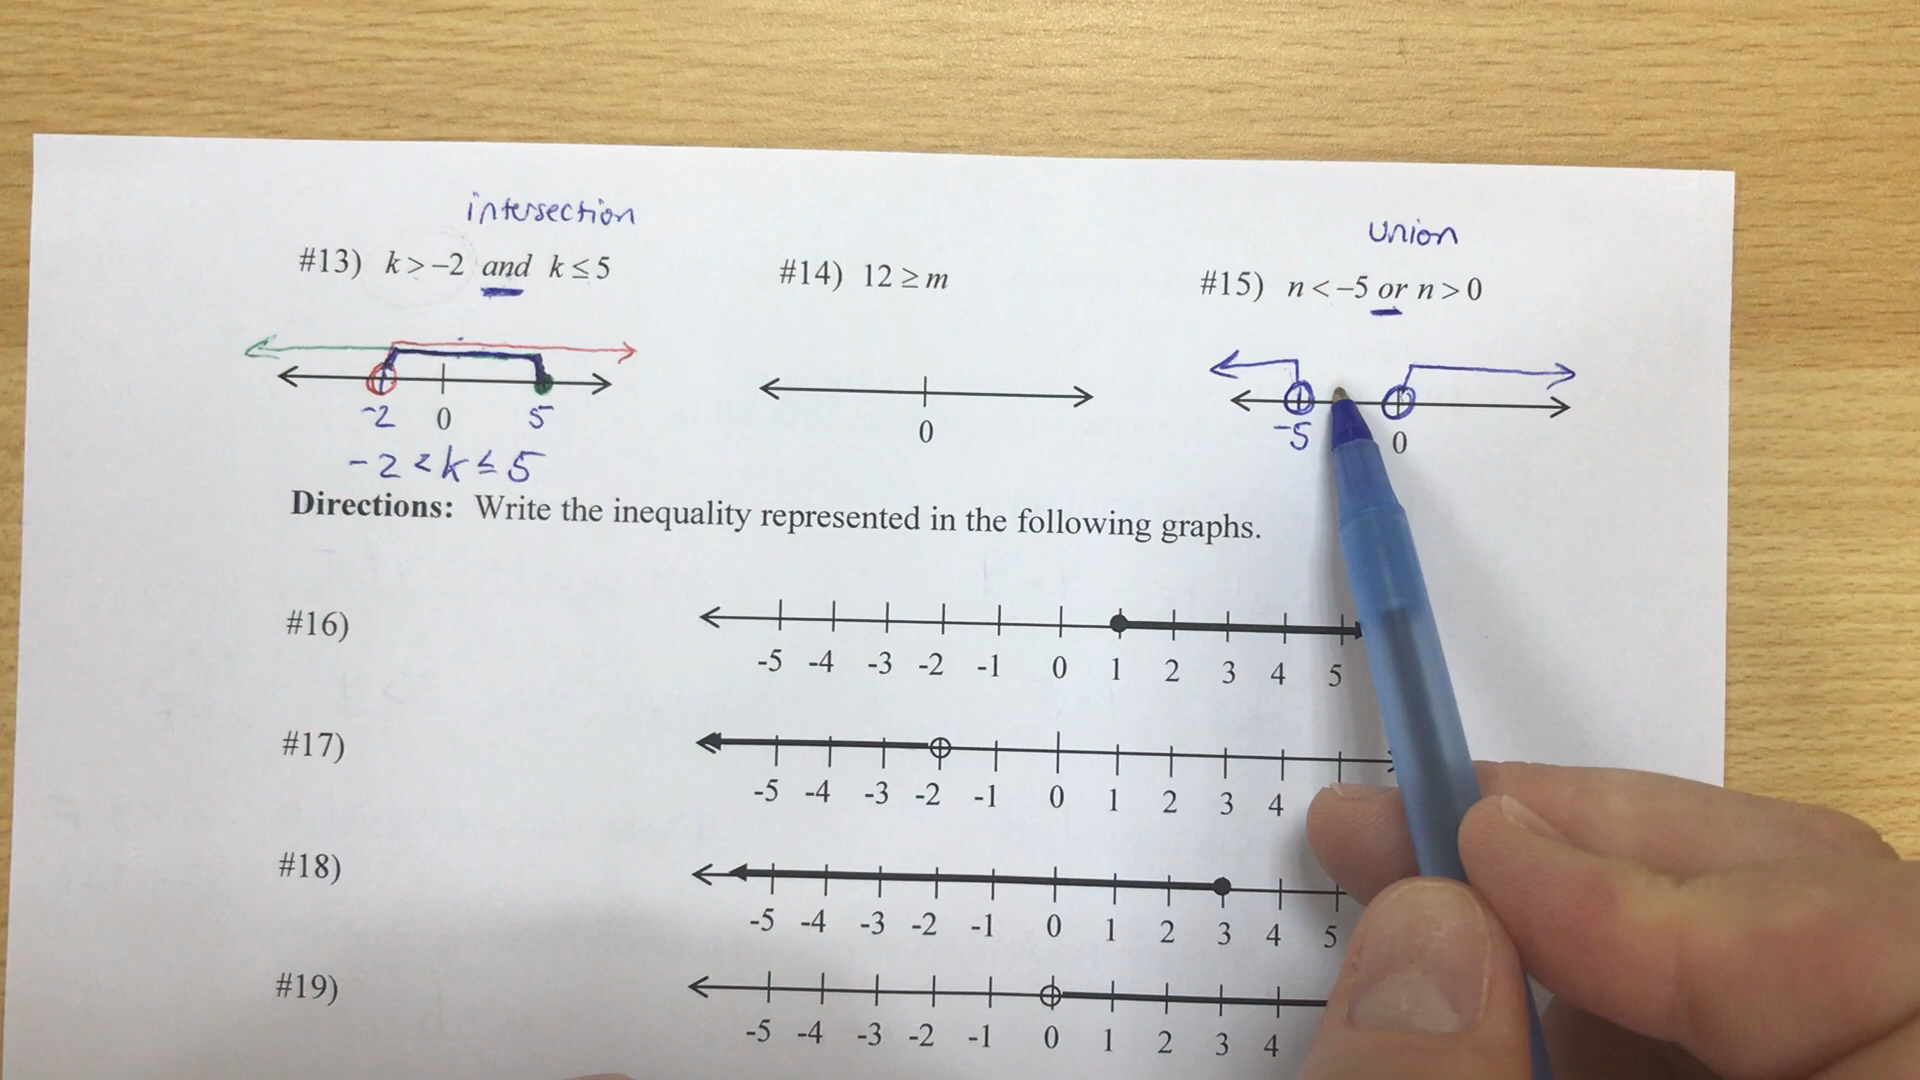 intersection
union
#13) k > −2 and k ≤ 5
#14) 12 ≥ m
#15) n < −5 or n > 0
-2 0 5
0
-5 0
-2 < k ≤ 5
Directions: Write the inequality represented in the following graphs.
#16)
-5 -4 -3 -2 -1 0 1 2 3 4 5
#17)
-5 -4 -3 -2 -1 0 1 2 3 4
#18)
-5 -4 -3 -2 -1 0 1 2 3 4 5
#19)
-5 -4 -3 -2 -1 0 1 2 3 4